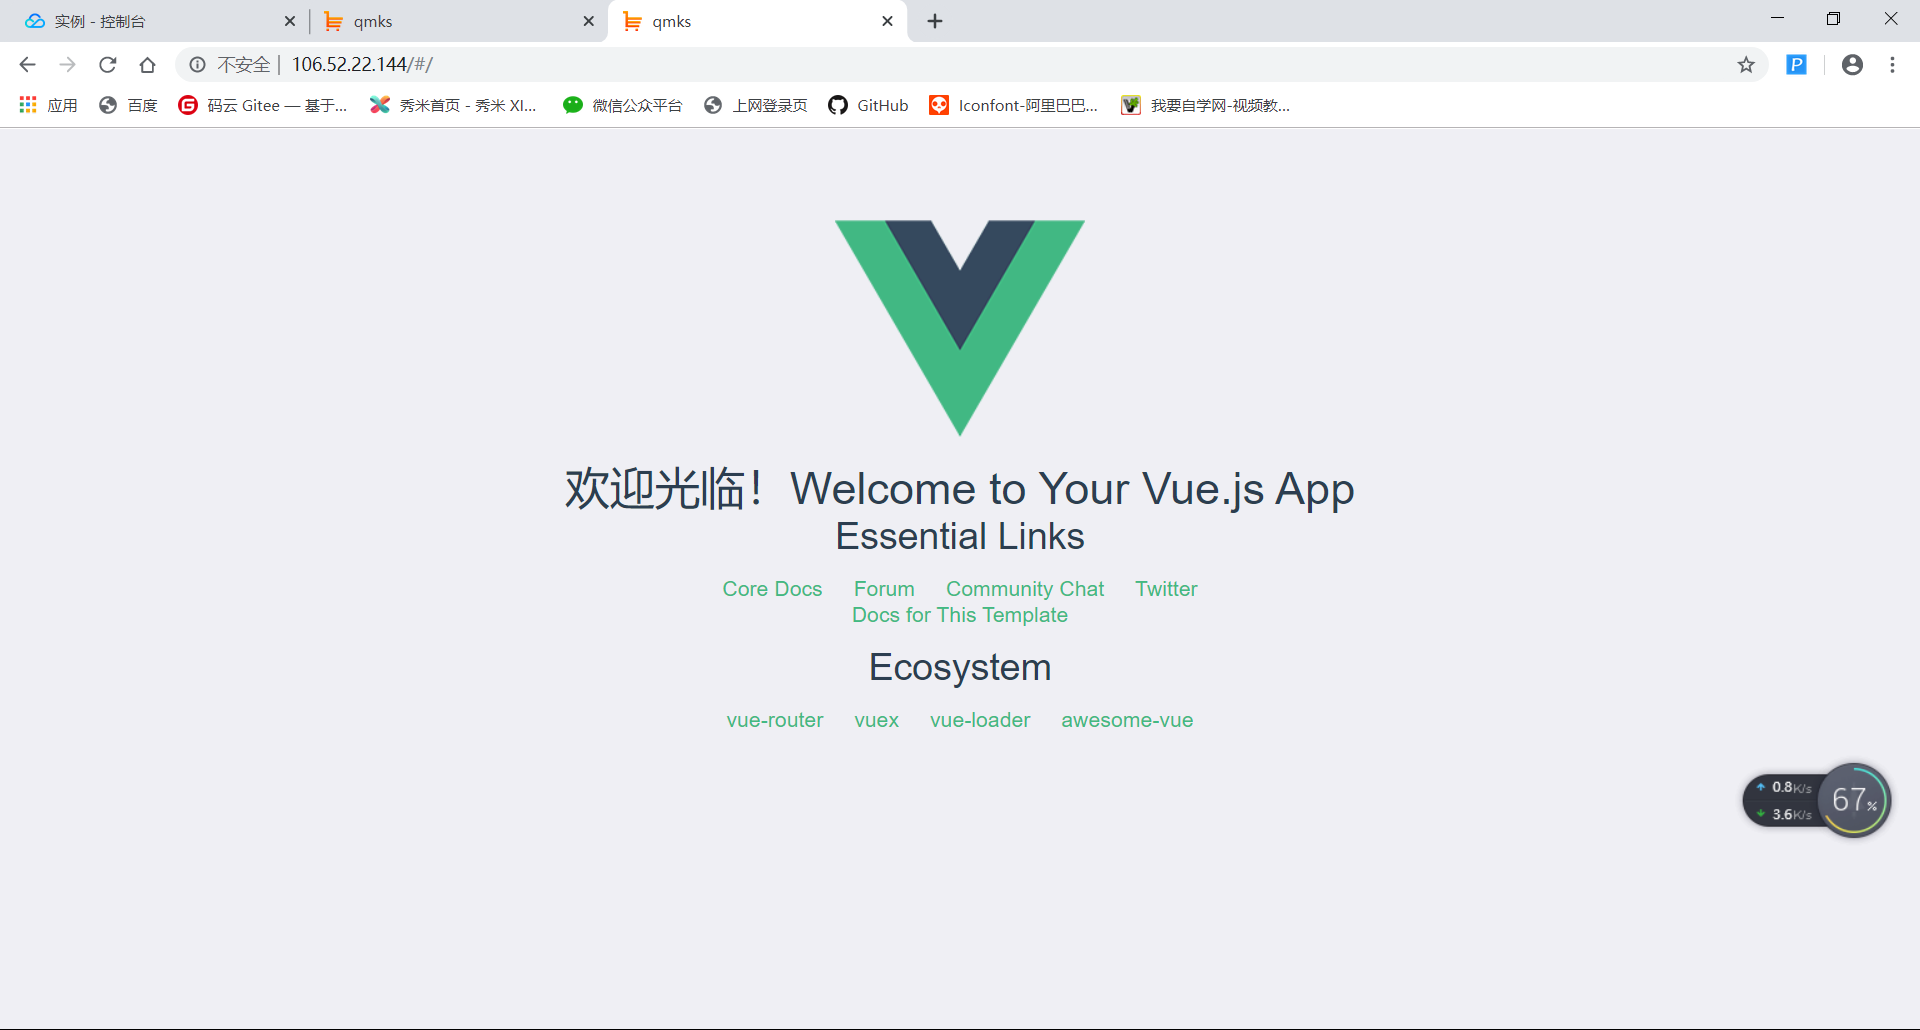 实例 - 控制台
qmks
qmks
不安全 | 106.52.22.144/#/
P
应用 百度 G 码云 Gitee — 基于... 秀米首页 - 秀米 XI... 微信公众平台 上网登录页 GitHub Iconfont-阿里巴巴... 我要自学网-视频教...
欢迎光临！Welcome to Your Vue.js App
Essential Links
Core Docs Forum Community Chat Twitter
Docs for This Template
Ecosystem
vue-router vuex vue-loader awesome-vue
0.8K/s
3.6K/s
67%